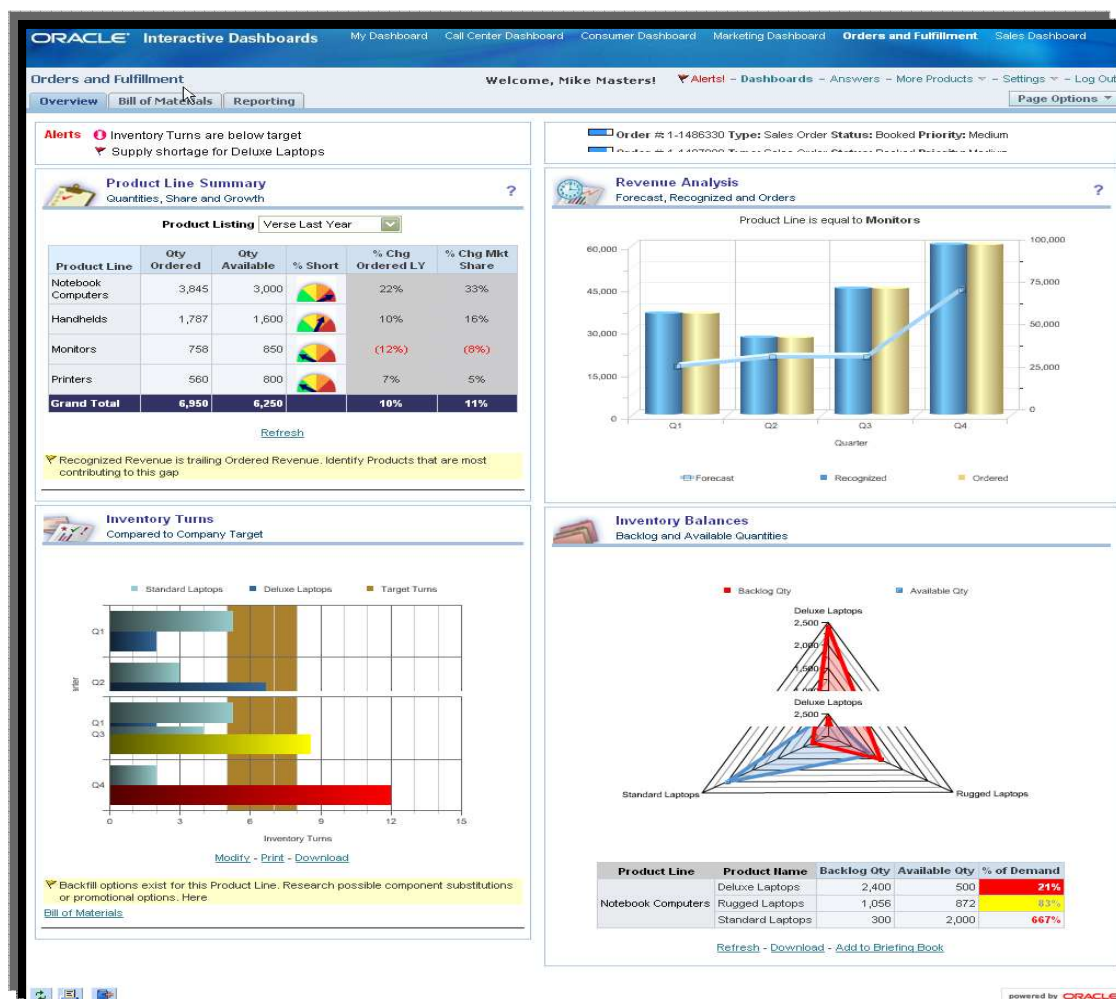 ORACLE Interactive Dashboards My Dashboard Call Center Dashboard Consumer Dashboard Marketing Dashboard Orders and Fulfillment Sales Dashboard
Orders and Fulfillment Welcome, Mike Masters! Alerts! - Dashboards - Answers - More Products - Settings - Log Out
Overview Bill of Materials Reporting Page Options
Alerts Inventory Turns are below target
Supply shortage for Deluxe Laptops
Order #: 1-1486330 Type: Sales Order Status: Booked Priority: Medium
Product Line Summary
Quantities, Share and Growth
?
Product Listing Verse Last Year
Product Line Qty Ordered Qty Available % Short % Chg Ordered LY % Chg Mkt Share
Notebook Computers 3,845 3,000 22% 33%
Handhelds 1,787 1,600 10% 16%
Monitors 758 850 (12%) (8%)
Printers 560 800 7% 5%
Grand Total 6,950 6,250 10% 11%
Refresh
Recognized Revenue is trailing Ordered Revenue. Identify Products that are most
contributing to this gap
Revenue Analysis
Forecast, Recognized and Orders
?
Product Line is equal to Monitors
60,000 100,000
45,000 75,000
30,000 50,000
15,000 25,000
0 0
Q1 Q2 Q3 Q4
Quarter
Forecast Recognized Ordered
Inventory Turns
Compared to Company Target
Standard Laptops Deluxe Laptops Target Turns
Q1
Q2
Q1
Q3
Q4
0 3 6 9 12 15
Inventory Turns
Modify - Print - Download
Backfill options exist for this Product Line. Research possible component substitutions
or promotional options. Here
Bill of Materials
Inventory Balances
Backlog and Available Quantities
Backlog Qty Available Qty
Deluxe Laptops
2,500
2,000
1,500
Deluxe Laptops
2,500
Standard Laptops Rugged Laptops
Product Line Product Name Backlog Qty Available Qty % of Demand
Deluxe Laptops 2,400 500 21%
Notebook Computers Rugged Laptops 1,056 872 83%
Standard Laptops 300 2,000 667%
Refresh - Download - Add to Briefing Book
powered by ORACLE